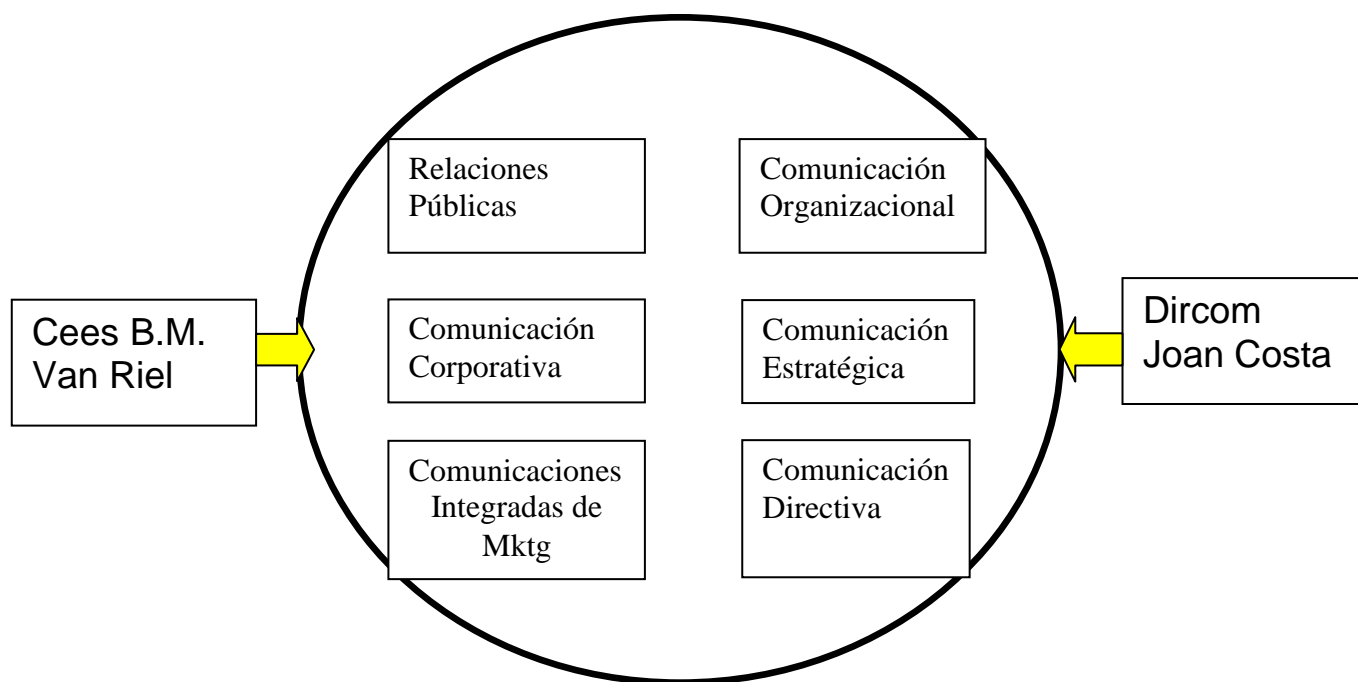 Relaciones
Públicas
Comunicación
Organizacional
Cees B.M.
Van Riel
Comunicación
Corporativa
Comunicación
Estratégica
Dircom
Joan Costa
Comunicaciones
Integradas de
Mktg
Comunicación
Directiva